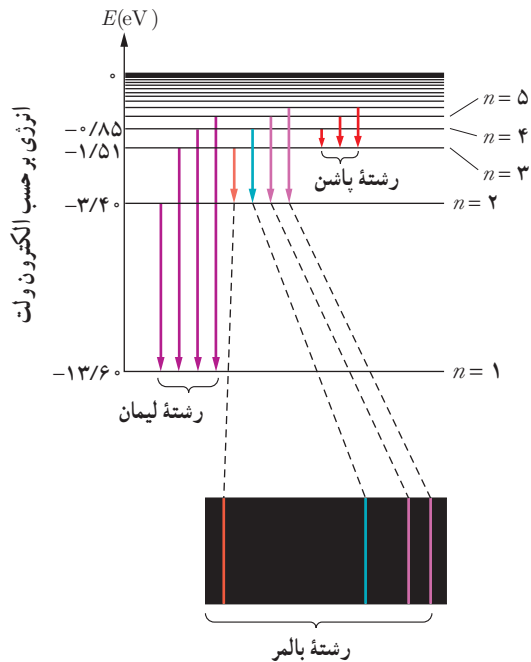 E(eV)
۰
n = ۵
−۰/۸۵
n = ۴
−۱/۵۱
n = ۳
رشتهٔ پاشن
−۳/۴۰
n = ۲
انرژی برحسب الکترون ولت
−۱۳/۶۰
n = ۱
رشتهٔ لیمان
رشتهٔ بالمر